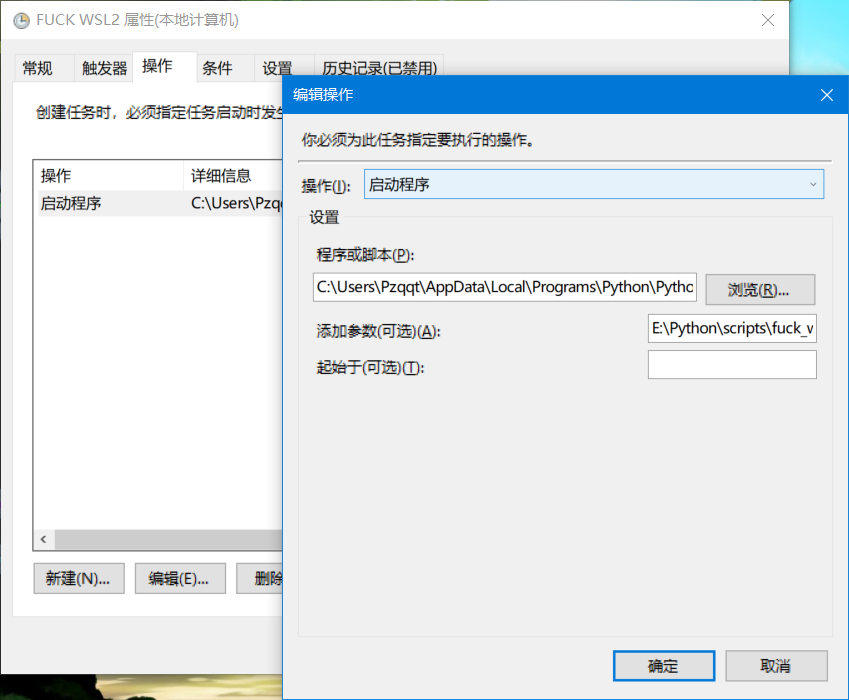 FUCK WSL2 属性(本地计算机)
常规 触发器 操作 条件 设置 历史记录(已禁用)
创建任务时，必须指定任务启动时发生
操作 详细信息
启动程序 C:\Users\Pzqq
新建(N)... 编辑(E)... 删除
编辑操作
你必须为此任务指定要执行的操作。
操作(I): 启动程序
设置
程序或脚本(P):
C:\Users\Pzqqt\AppData\Local\Programs\Python\Pytho 浏览(R)...
添加参数(可选)(A): E:\Python\scripts\fuck_w
起始于(可选)(T):
确定 取消